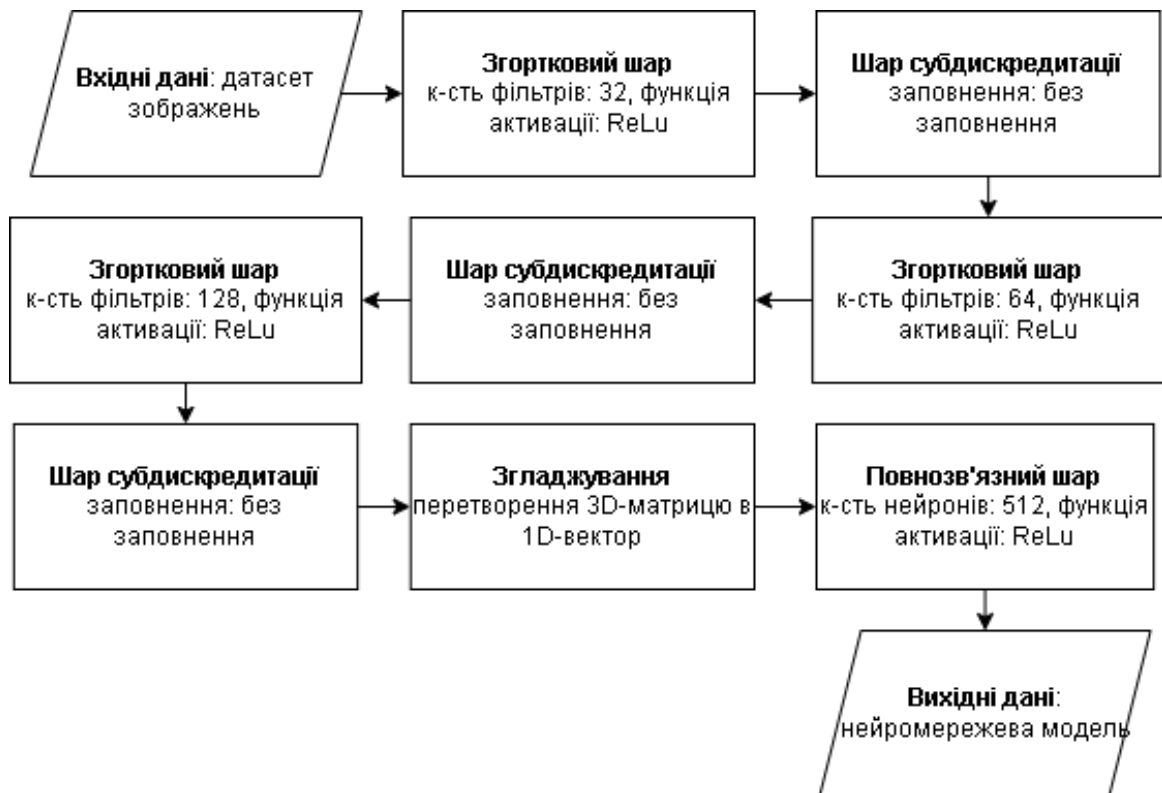 Вхідні дані: датасет
зображень
Згортковий шар
к-сть фільтрів: 32, функція
активації: ReLu
Шар субдискредитації
заповнення: без
заповнення
Згортковий шар
к-сть фільтрів: 64, функція
активації: ReLu
Шар субдискредитації
заповнення: без
заповнення
Згортковий шар
к-сть фільтрів: 128, функція
активації: ReLu
Шар субдискредитації
заповнення: без
заповнення
Згладжування
перетворення 3D-матрицю в
1D-вектор
Повнозв'язний шар
к-сть нейронів: 512, функція
активації: ReLu
Вихідні дані:
нейромережева модель